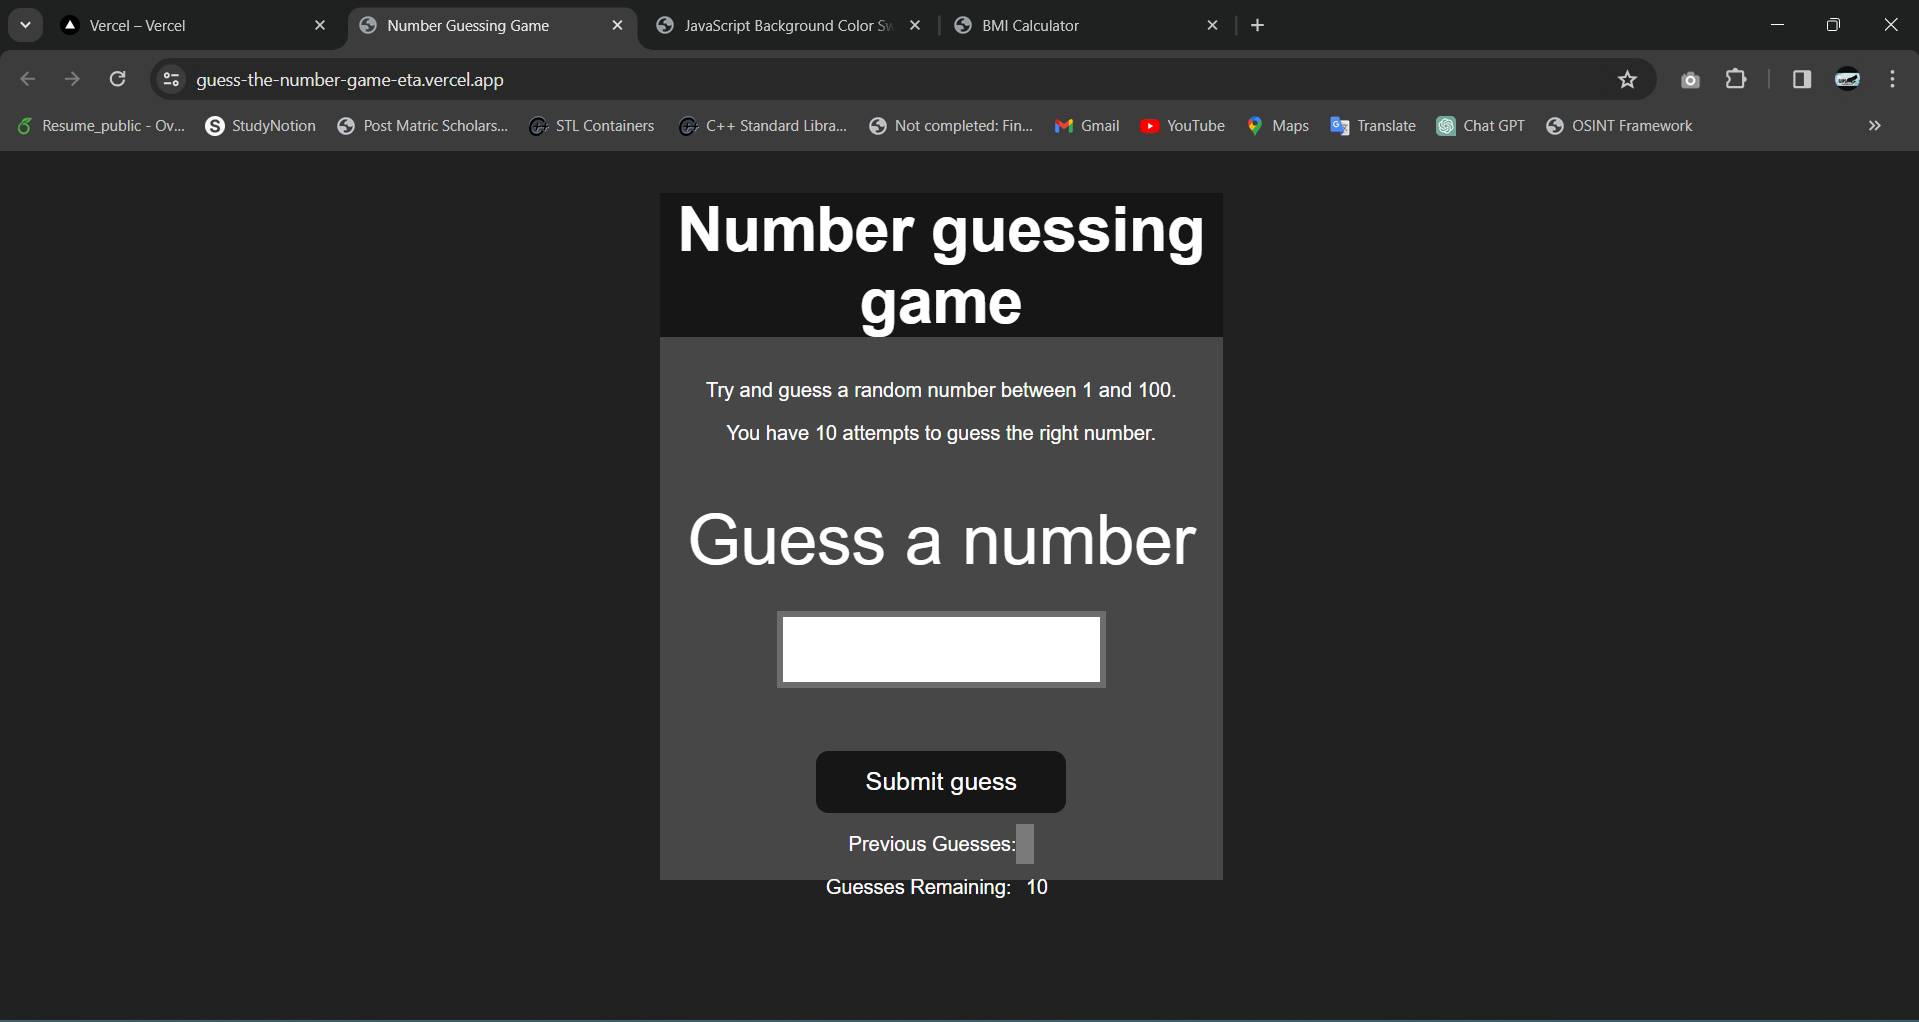 Vercel – Vercel
Number Guessing Game
JavaScript Background Color Sw
BMI Calculator
guess-the-number-game-eta.vercel.app
Resume_public - Ov...
StudyNotion
Post Matric Scholars...
STL Containers
C++ Standard Libra...
Not completed: Fin...
Gmail
YouTube
Maps
Translate
Chat GPT
OSINT Framework
Number guessing
game
Try and guess a random number between 1 and 100.
You have 10 attempts to guess the right number.
Guess a number
Submit guess
Previous Guesses:
Guesses Remaining: 10